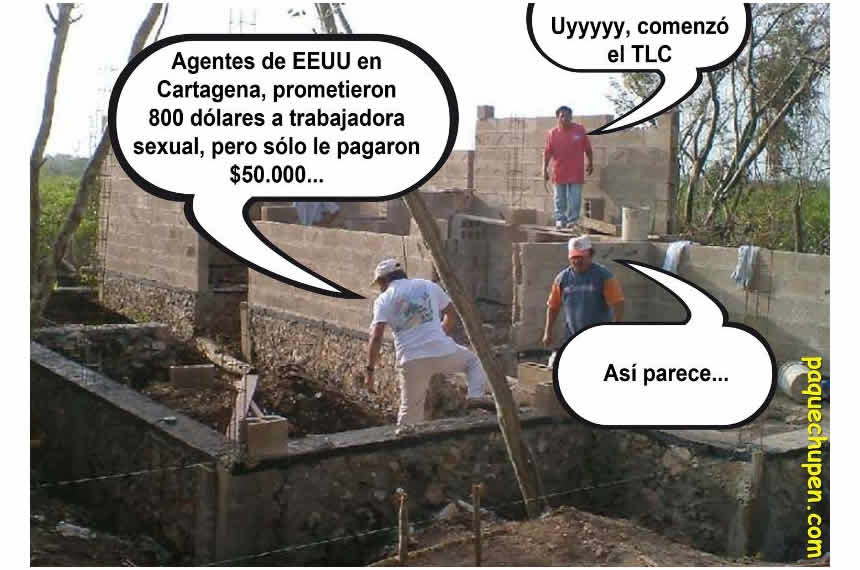 Agentes de EEUU en
Cartagena, prometieron
800 dólares a trabajadora
sexual, pero sólo le pagaron
$50.000...
Uyyyyy, comenzó
el TLC
Así parece...
paquechupen.com